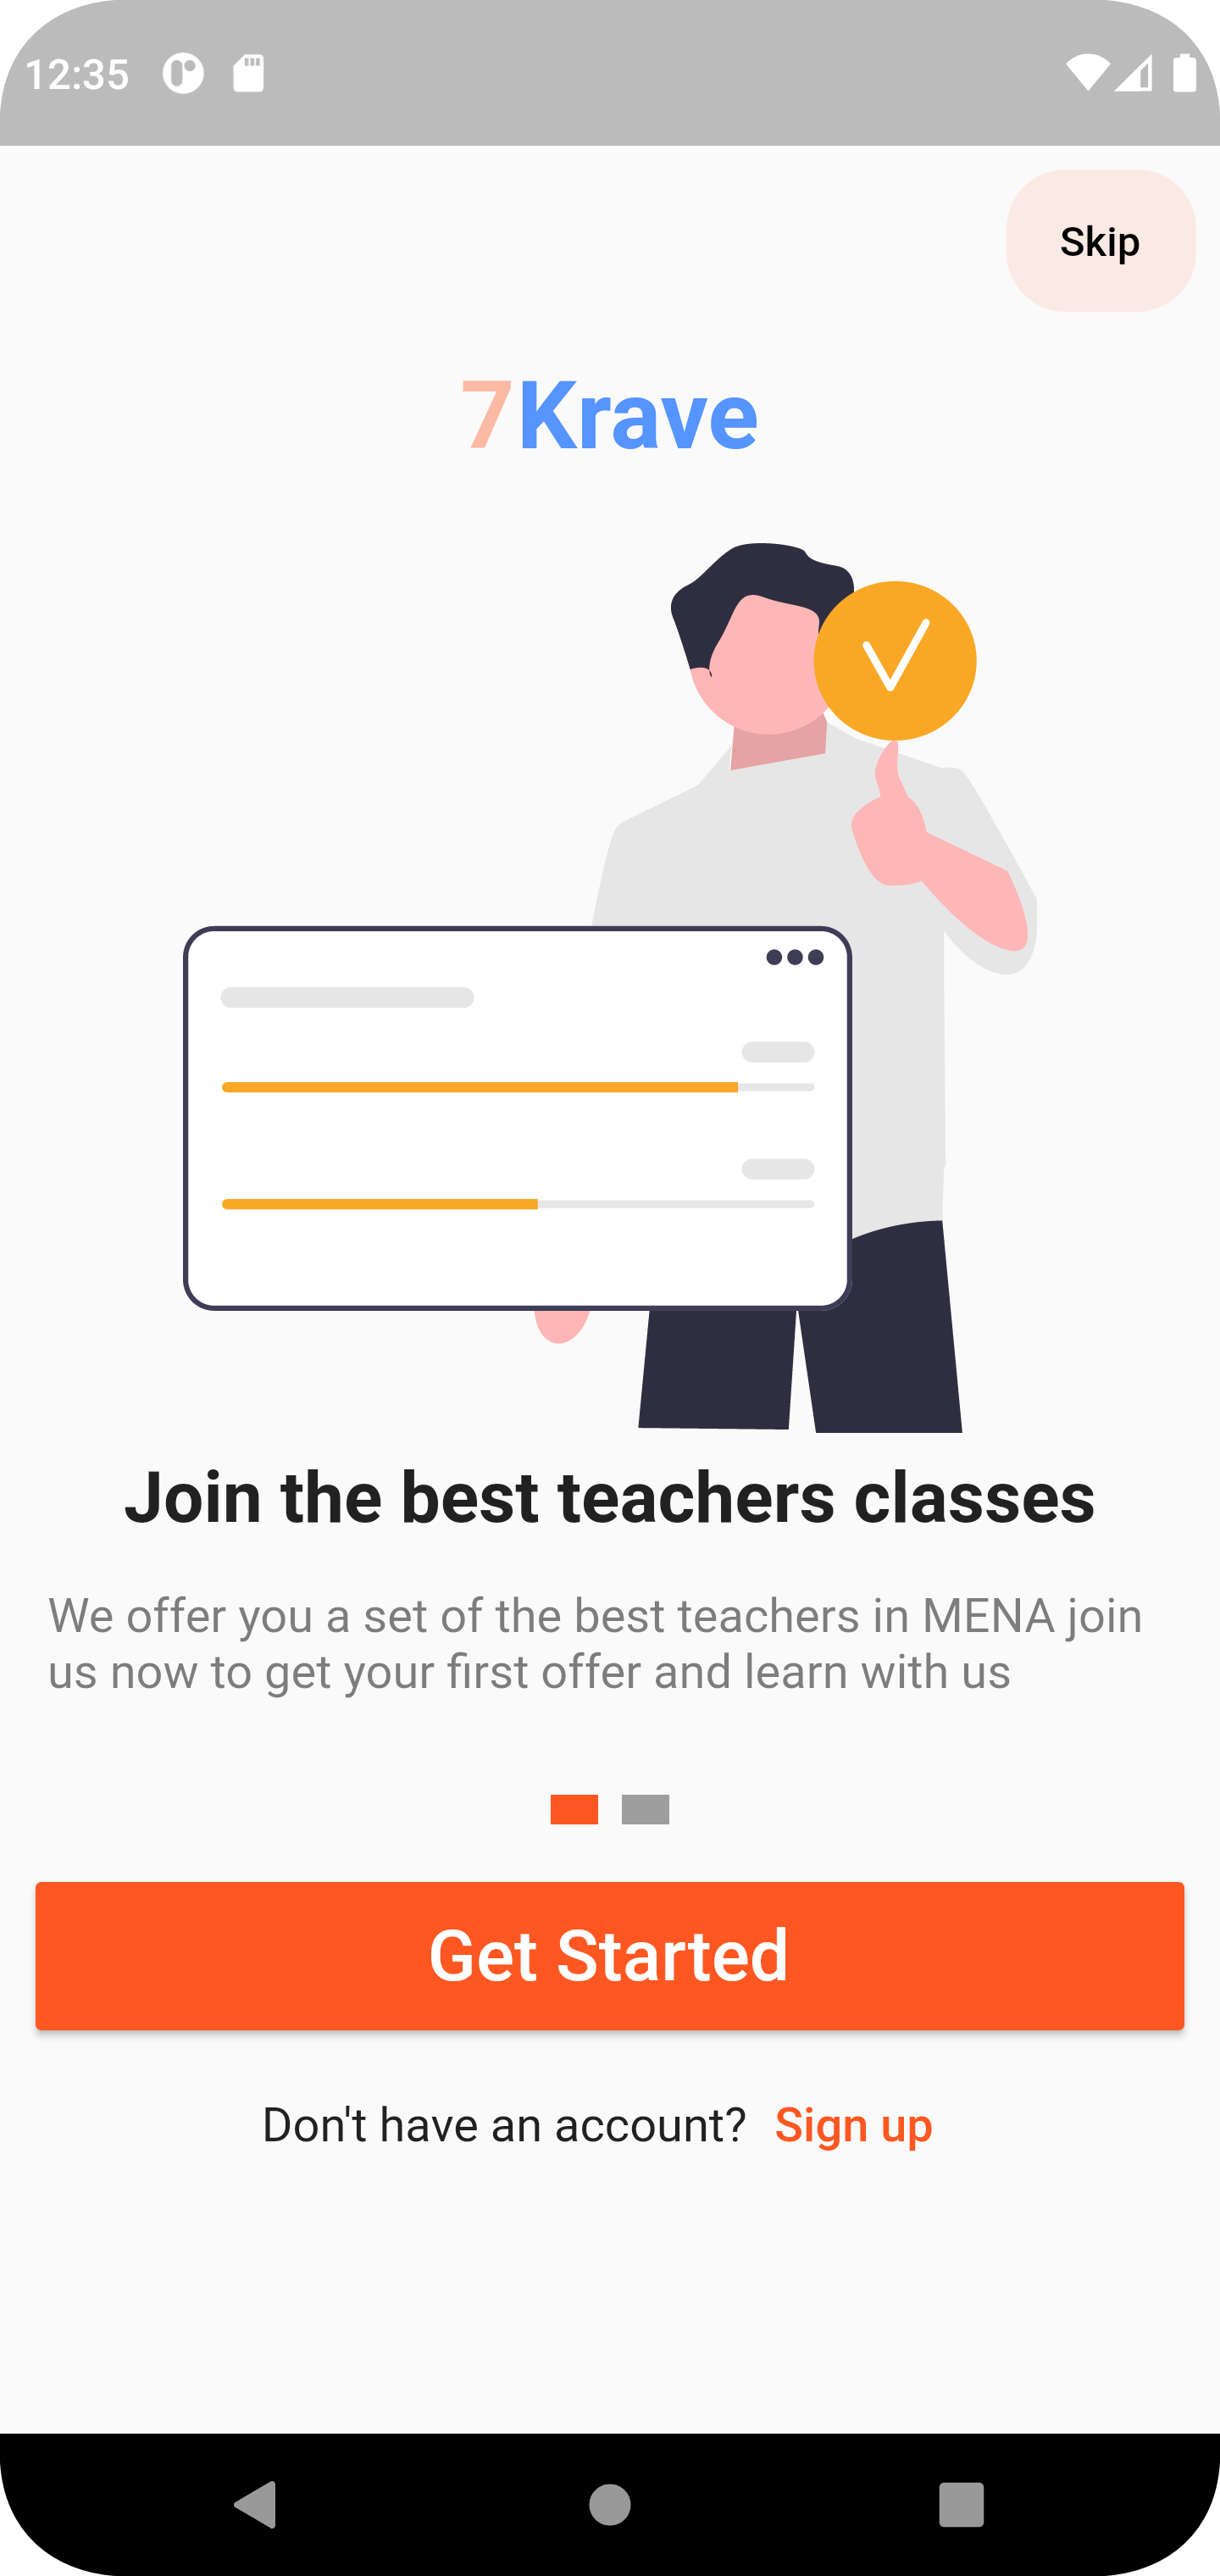 12:35
Skip
7Krave
Join the best teachers classes
We offer you a set of the best teachers in MENA join
us now to get your first offer and learn with us
Get Started
Don't have an account? Sign up